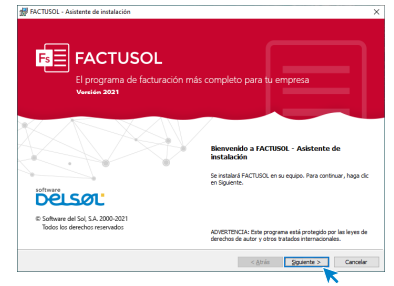 FACTUSOL - Asistente de instalación
Fs FACTUSOL
El programa de facturación más completo para tu empresa
Versión 2021
Bienvenido a FACTUSOL - Asistente de
instalación
Se instalará FACTUSOL en su equipo. Para continuar, haga clic
en Siguiente.
software
DELSOL
© Software del Sol, S.A. 2000-2021
Todos los derechos reservados
ADVERTENCIA: Este programa está protegido por las leyes de
derechos de autor y otros tratados internacionales.
< Atrás Siguiente > Cancelar